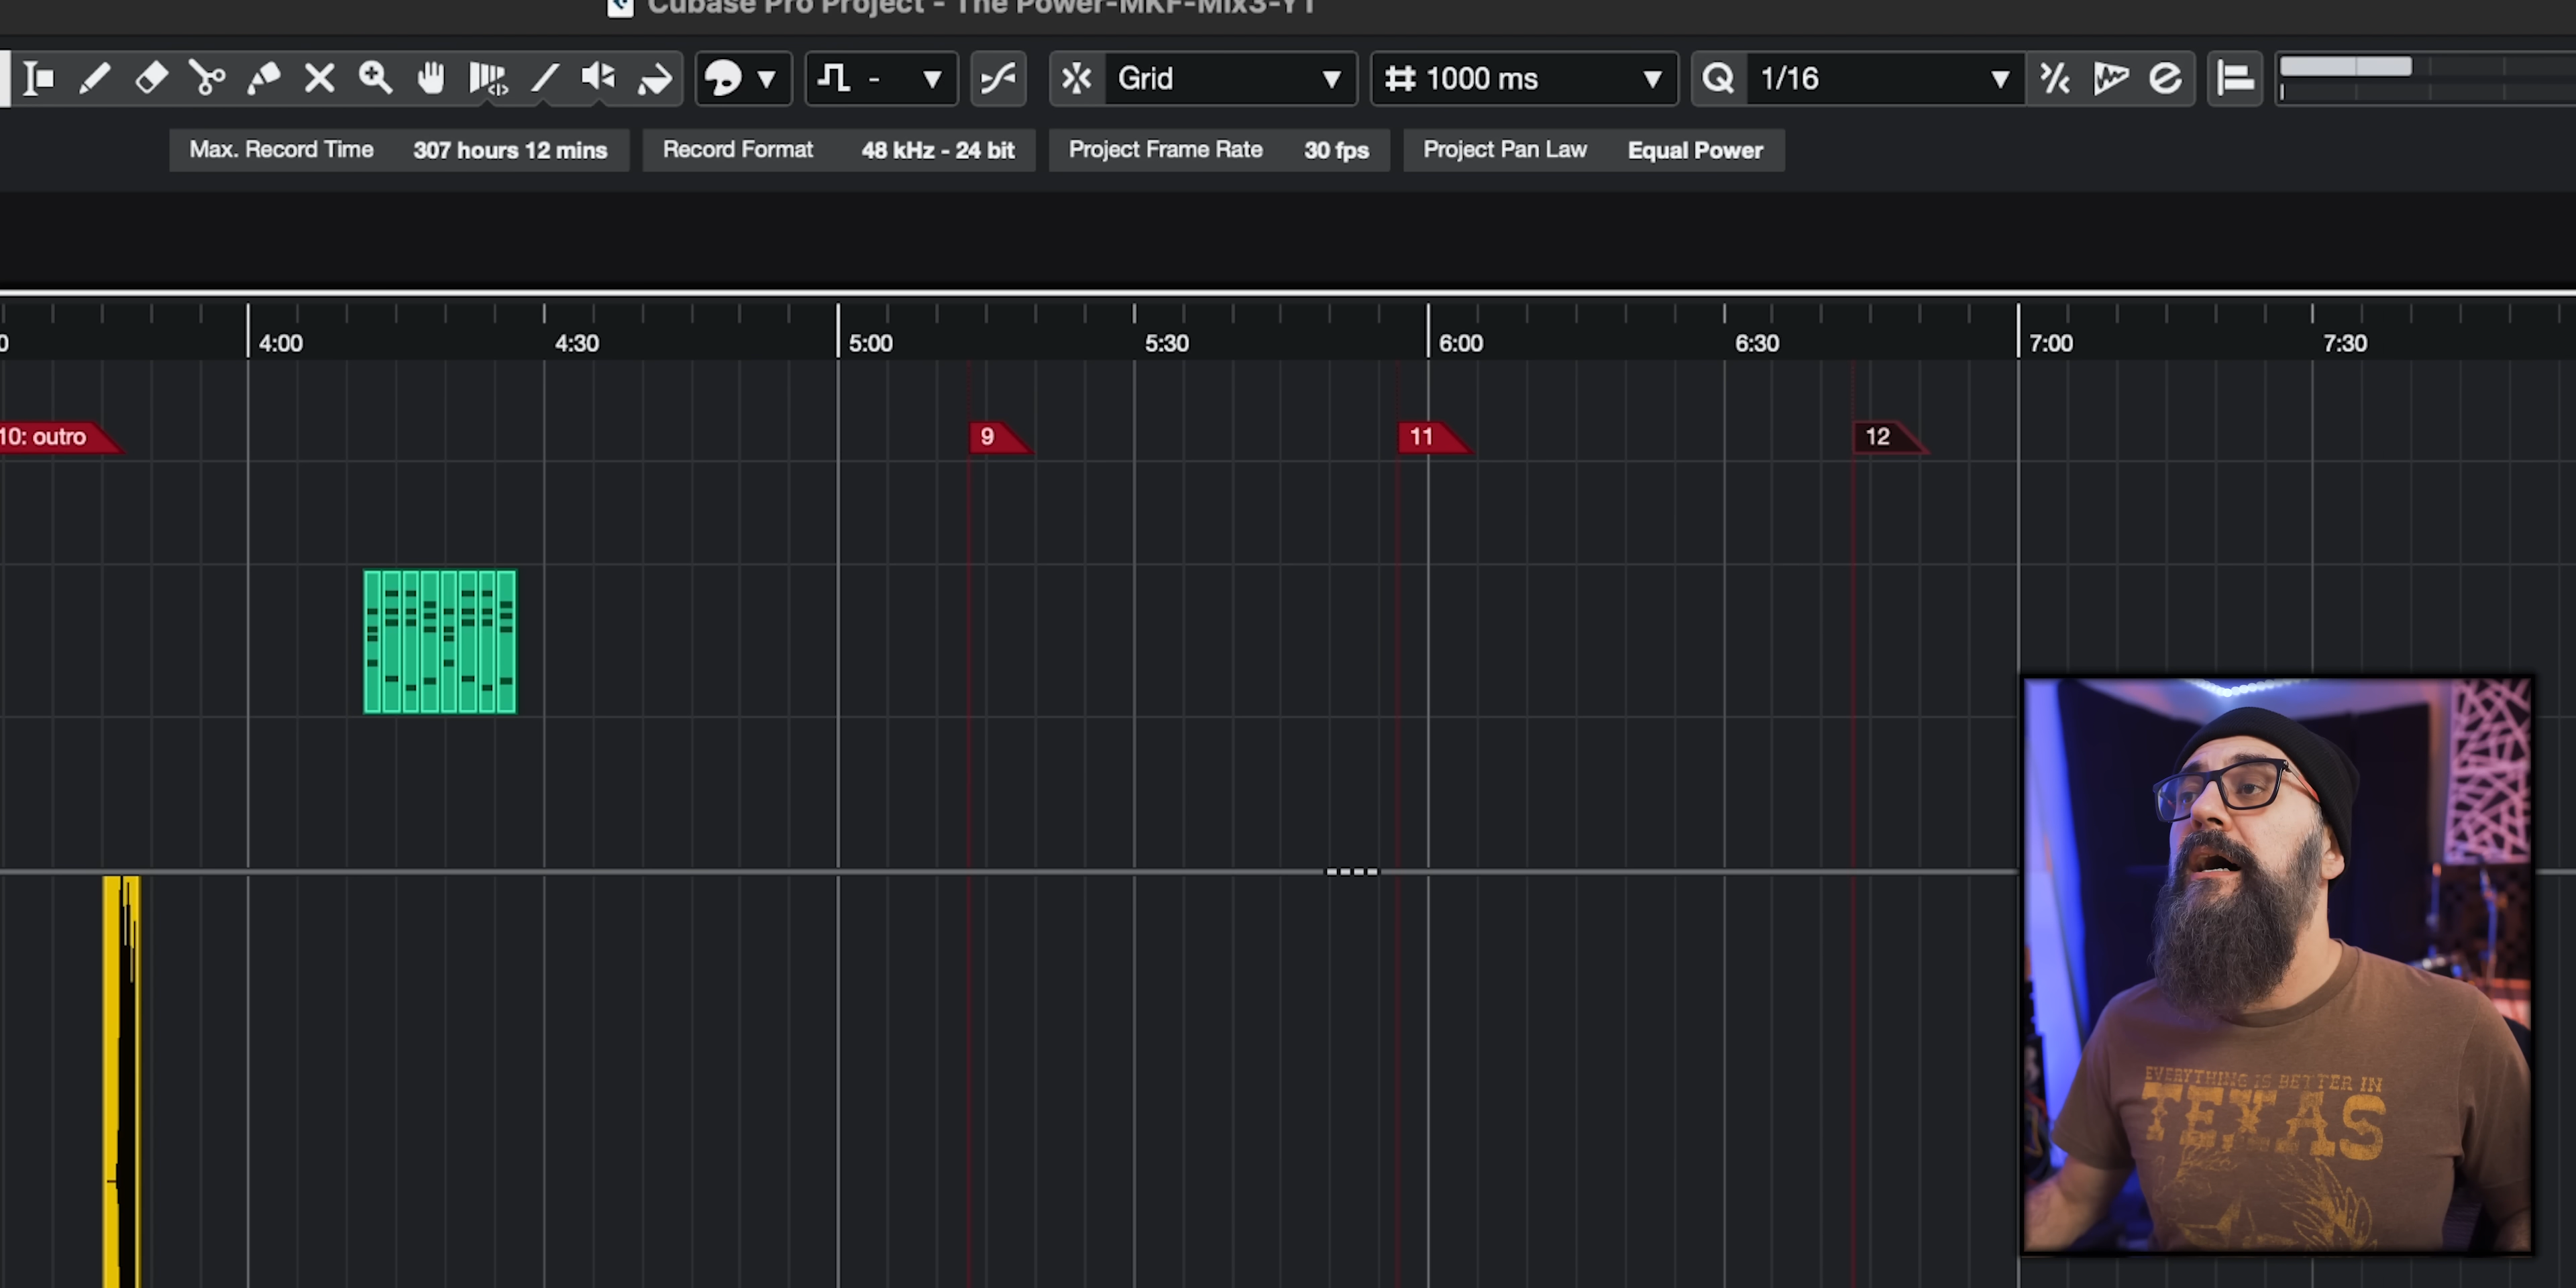 Cubase Pro Project - The Power-MKF-Mix3-YT
Grid
1000 ms
Q
1/16
Max. Record Time 307 hours 12 mins
Record Format 48 kHz - 24 bit
Project Frame Rate 30 fps
Project Pan Law Equal Power
0
4:00
4:30
5:00
5:30
6:00
6:30
7:00
7:30
10: outro
9
11
12
EVERYTHING IS BETTER IN
TEXAS